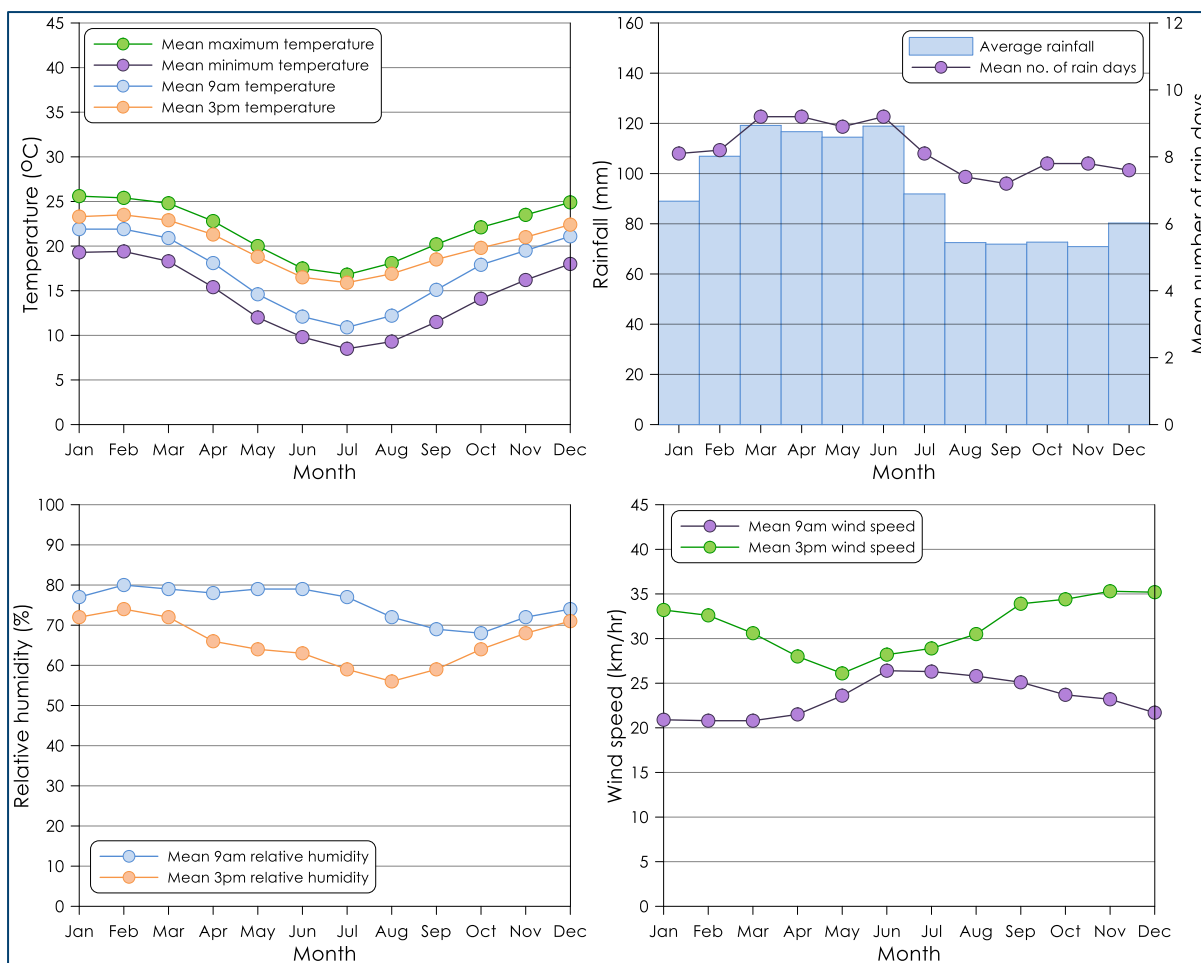 45
40
35
30
25
20
15
10
5
0
Temperature (ºC)
Mean maximum temperature
Mean minimum temperature
Mean 9am temperature
Mean 3pm temperature
Jan Feb Mar Apr May Jun Jul Aug Sep Oct Nov Dec
Month
160
140
120
100
80
60
40
20
0
Rainfall (mm)
Average rainfall
Mean no. of rain days
12
10
8
6
4
2
0
Mean number of rain days
Jan Feb Mar Apr May Jun Jul Aug Sep Oct Nov Dec
Month
100
90
80
70
60
50
40
30
20
10
0
Relative humidity (%)
Mean 9am relative humidity
Mean 3pm relative humidity
Jan Feb Mar Apr May Jun Jul Aug Sep Oct Nov Dec
Month
45
40
35
30
25
20
15
10
5
0
Wind speed (km/hr)
Mean 9am wind speed
Mean 3pm wind speed
Jan Feb Mar Apr May Jun Jul Aug Sep Oct Nov Dec
Month